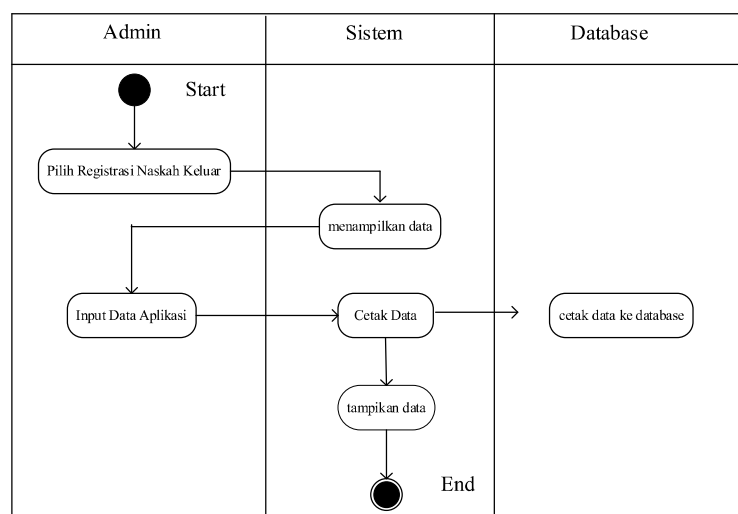 Admin
Sistem
Database
Start
Pilih Registrasi Naskah Keluar
menampilkan data
Input Data Aplikasi
Cetak Data
cetak data ke database
tampikan data
End